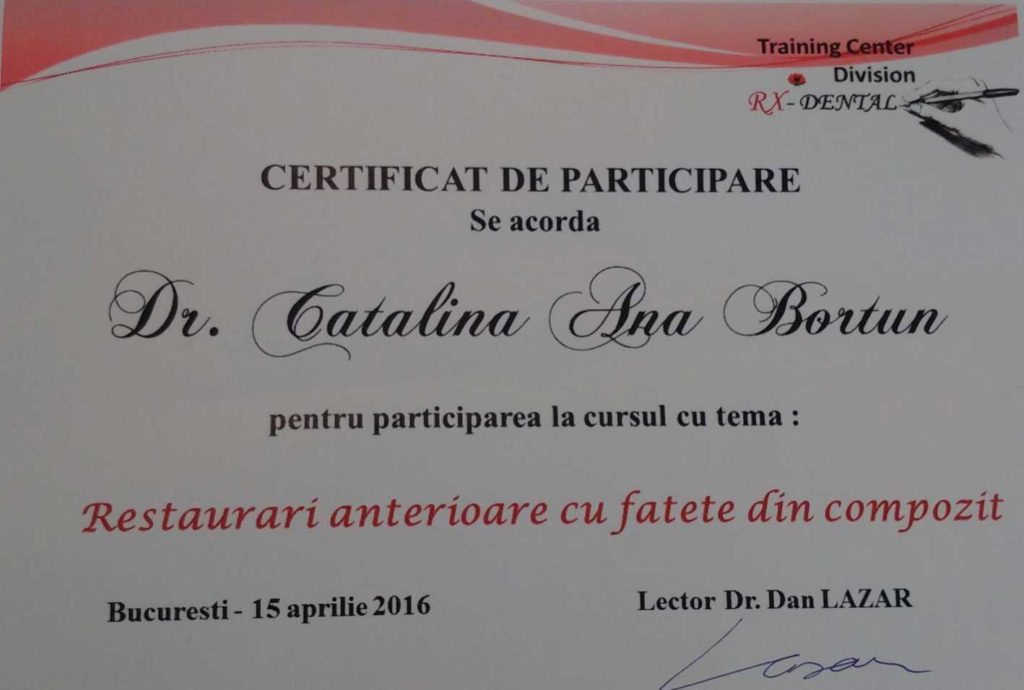 Training Center
Division
RX-DENTAL
CERTIFICAT DE PARTICIPARE
Se acorda
Dr. Catalina Ana Bortun
pentru participarea la cursul cu tema :
Restaurari anterioare cu fatete din compozit
Bucuresti - 15 aprilie 2016
Lector Dr. Dan LAZAR
Lazar